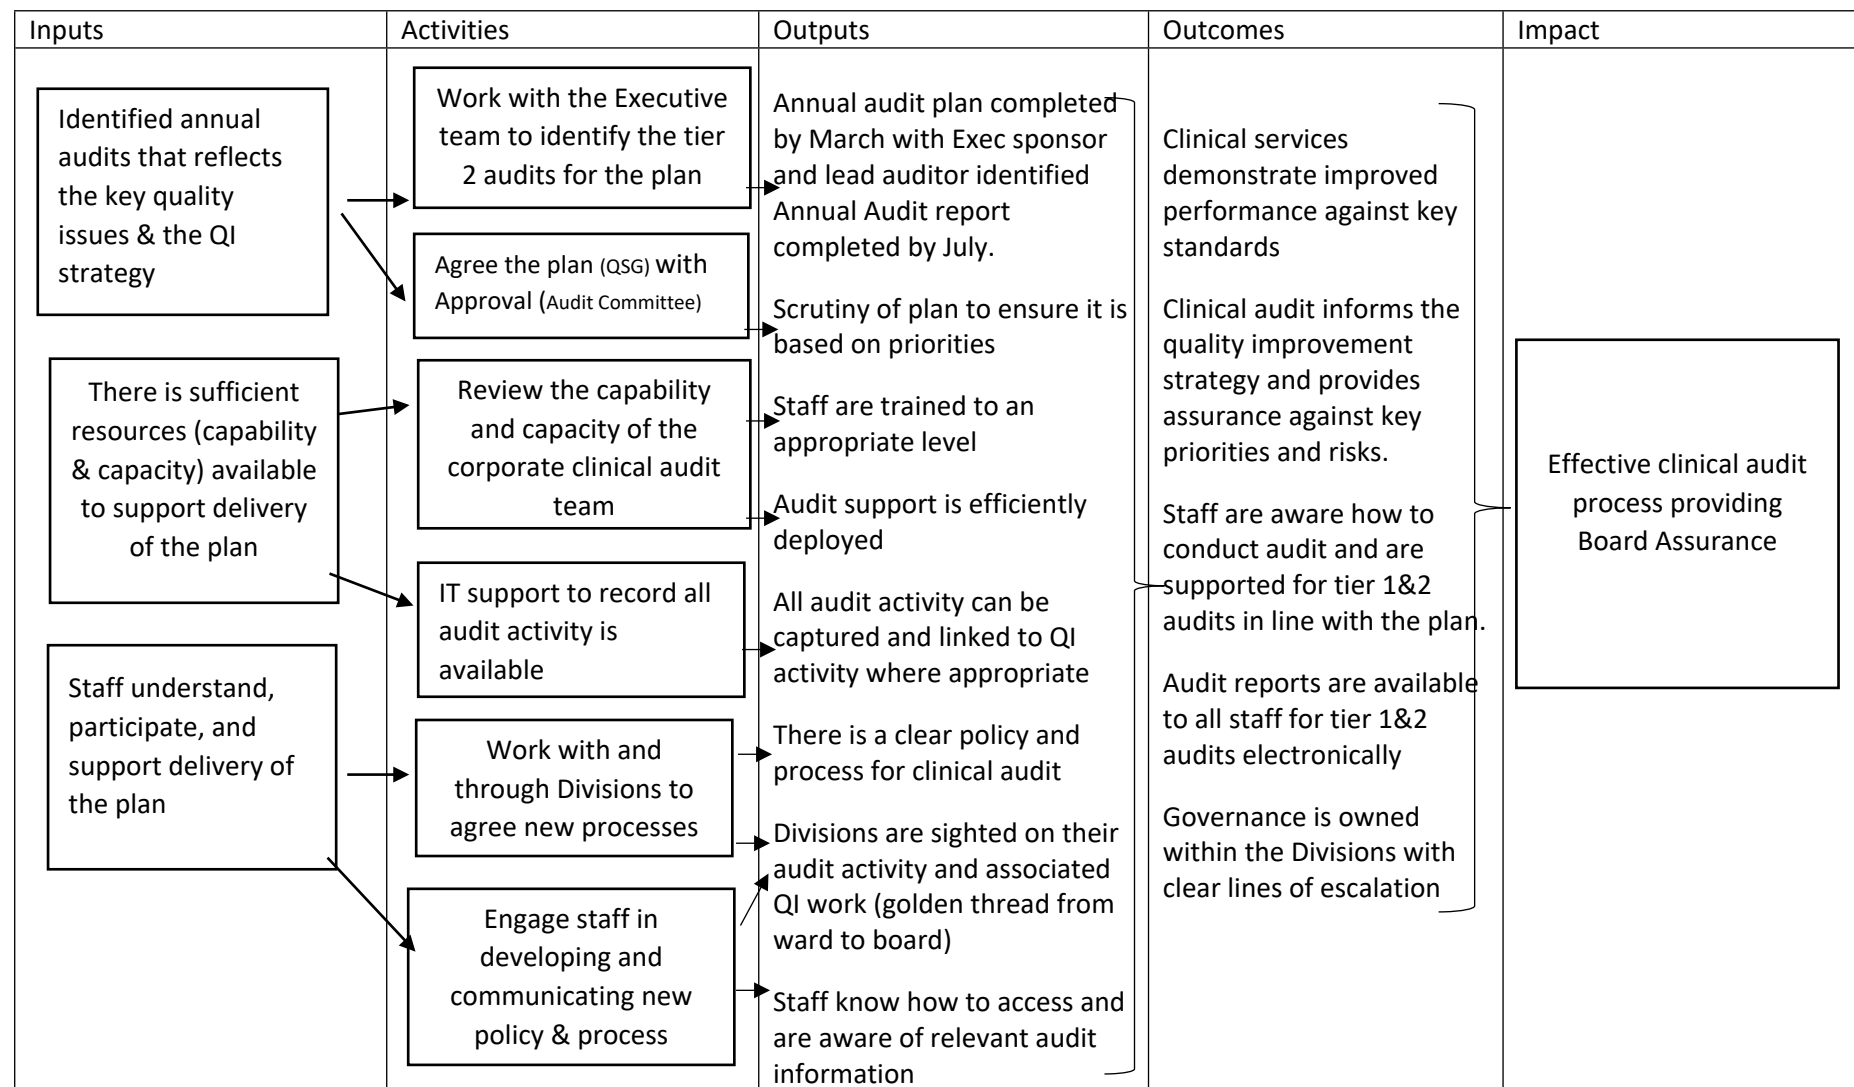 Inputs
Activities
Outputs
Outcomes
Impact
Identified annual
audits that reflects
the key quality
issues & the QI
strategy
There is sufficient
resources (capability
& capacity) available
to support delivery
of the plan
Staff understand,
participate, and
support delivery of
the plan
Work with the Executive
team to identify the tier
2 audits for the plan
Agree the plan (QSG) with
Approval (Audit Committee)
Review the capability
and capacity of the
corporate clinical audit
team
IT support to record all
audit activity is
available
Work with and
through Divisions to
agree new processes
Engage staff in
developing and
communicating new
policy & process
Annual audit plan completed
by March with Exec sponsor
and lead auditor identified
Annual Audit report
completed by July.
Scrutiny of plan to ensure it is
based on priorities
Staff are trained to an
appropriate level
Audit support is efficiently
deployed
All audit activity can be
captured and linked to QI
activity where appropriate
There is a clear policy and
process for clinical audit
Divisions are sighted on their
audit activity and associated
QI work (golden thread from
ward to board)
Staff know how to access and
are aware of relevant audit
information
Clinical services
demonstrate improved
performance against key
standards
Clinical audit informs the
quality improvement
strategy and provides
assurance against key
priorities and risks.
Staff are aware how to
conduct audit and are
supported for tier 1&2
audits in line with the plan.
Audit reports are available
to all staff for tier 1&2
audits electronically
Governance is owned
within the Divisions with
clear lines of escalation
Effective clinical audit
process providing
Board Assurance